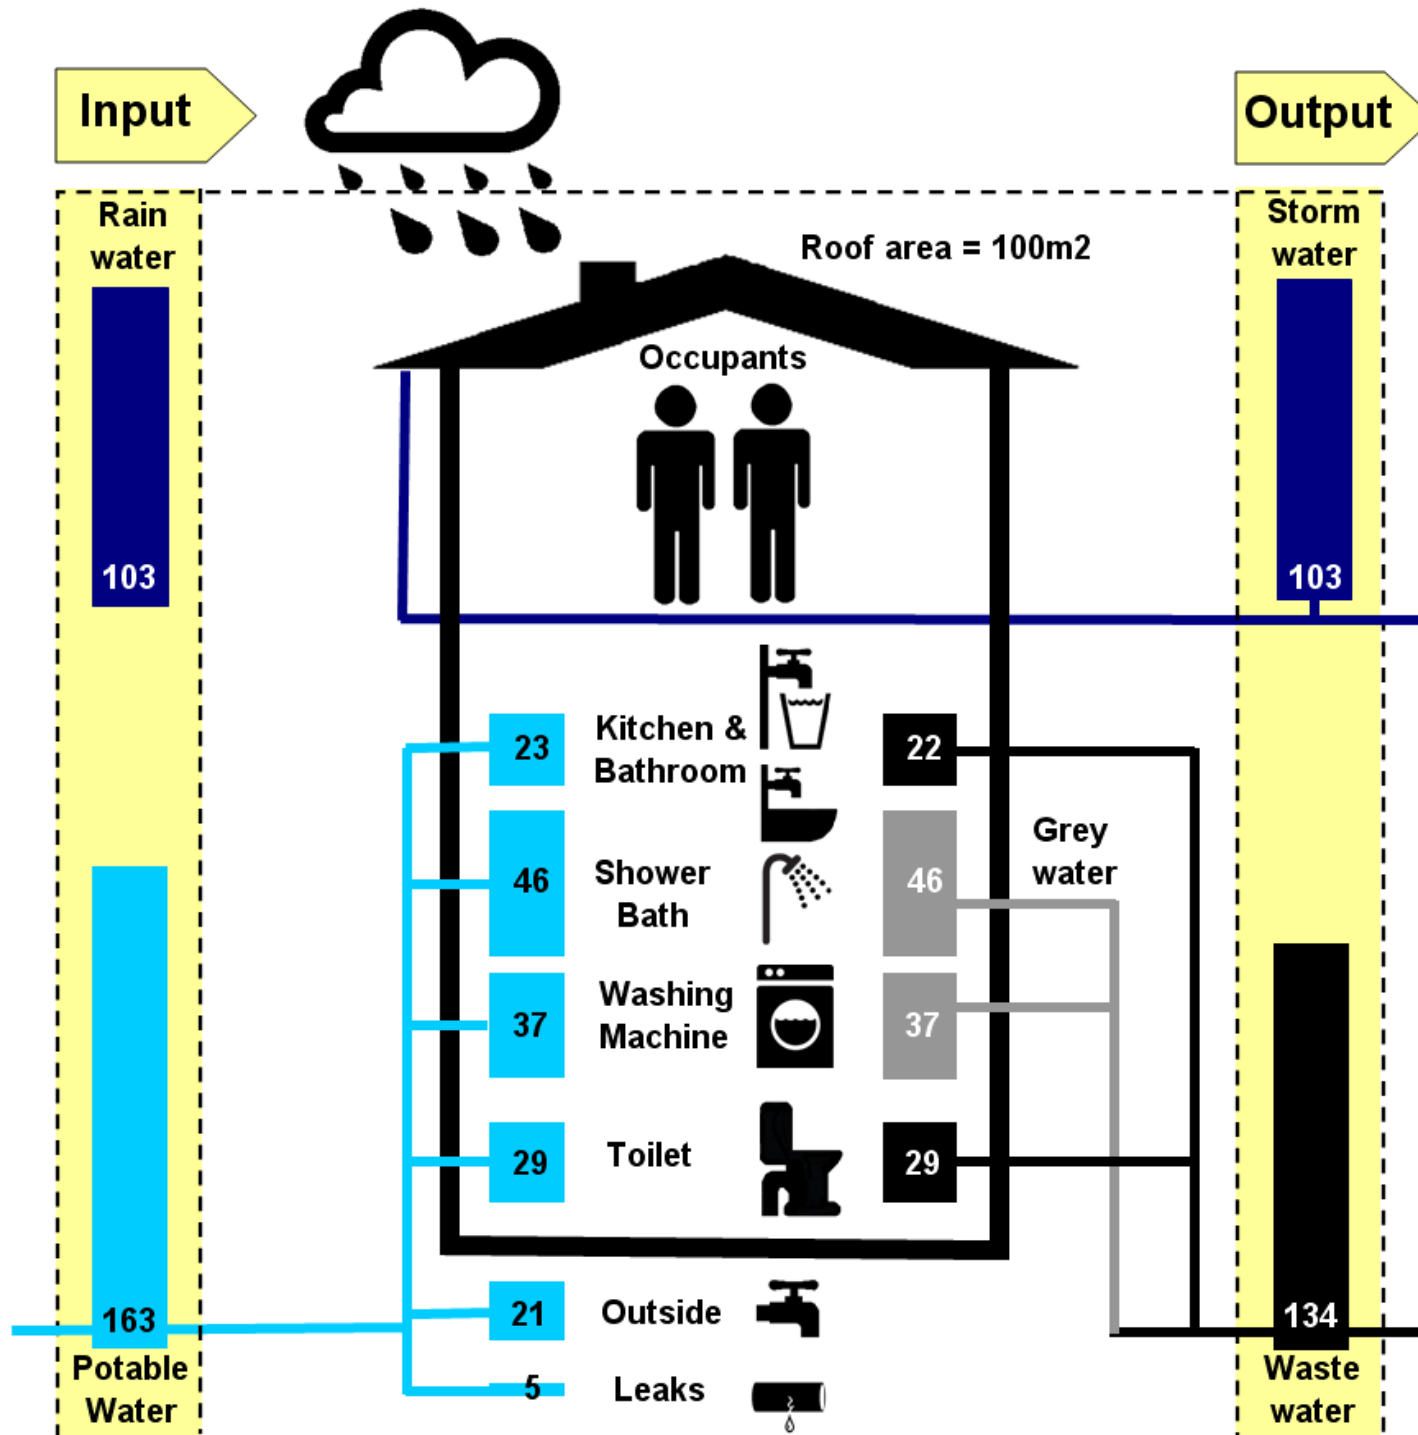 Input
Output
Rain
water
Storm
water
Roof area = 100m2
Occupants
103
103
23
Kitchen &
Bathroom
22
46
Shower
Bath
46
Grey
water
37
Washing
Machine
37
29
Toilet
29
21
Outside
163
134
5
Leaks
Potable
Water
Waste
water